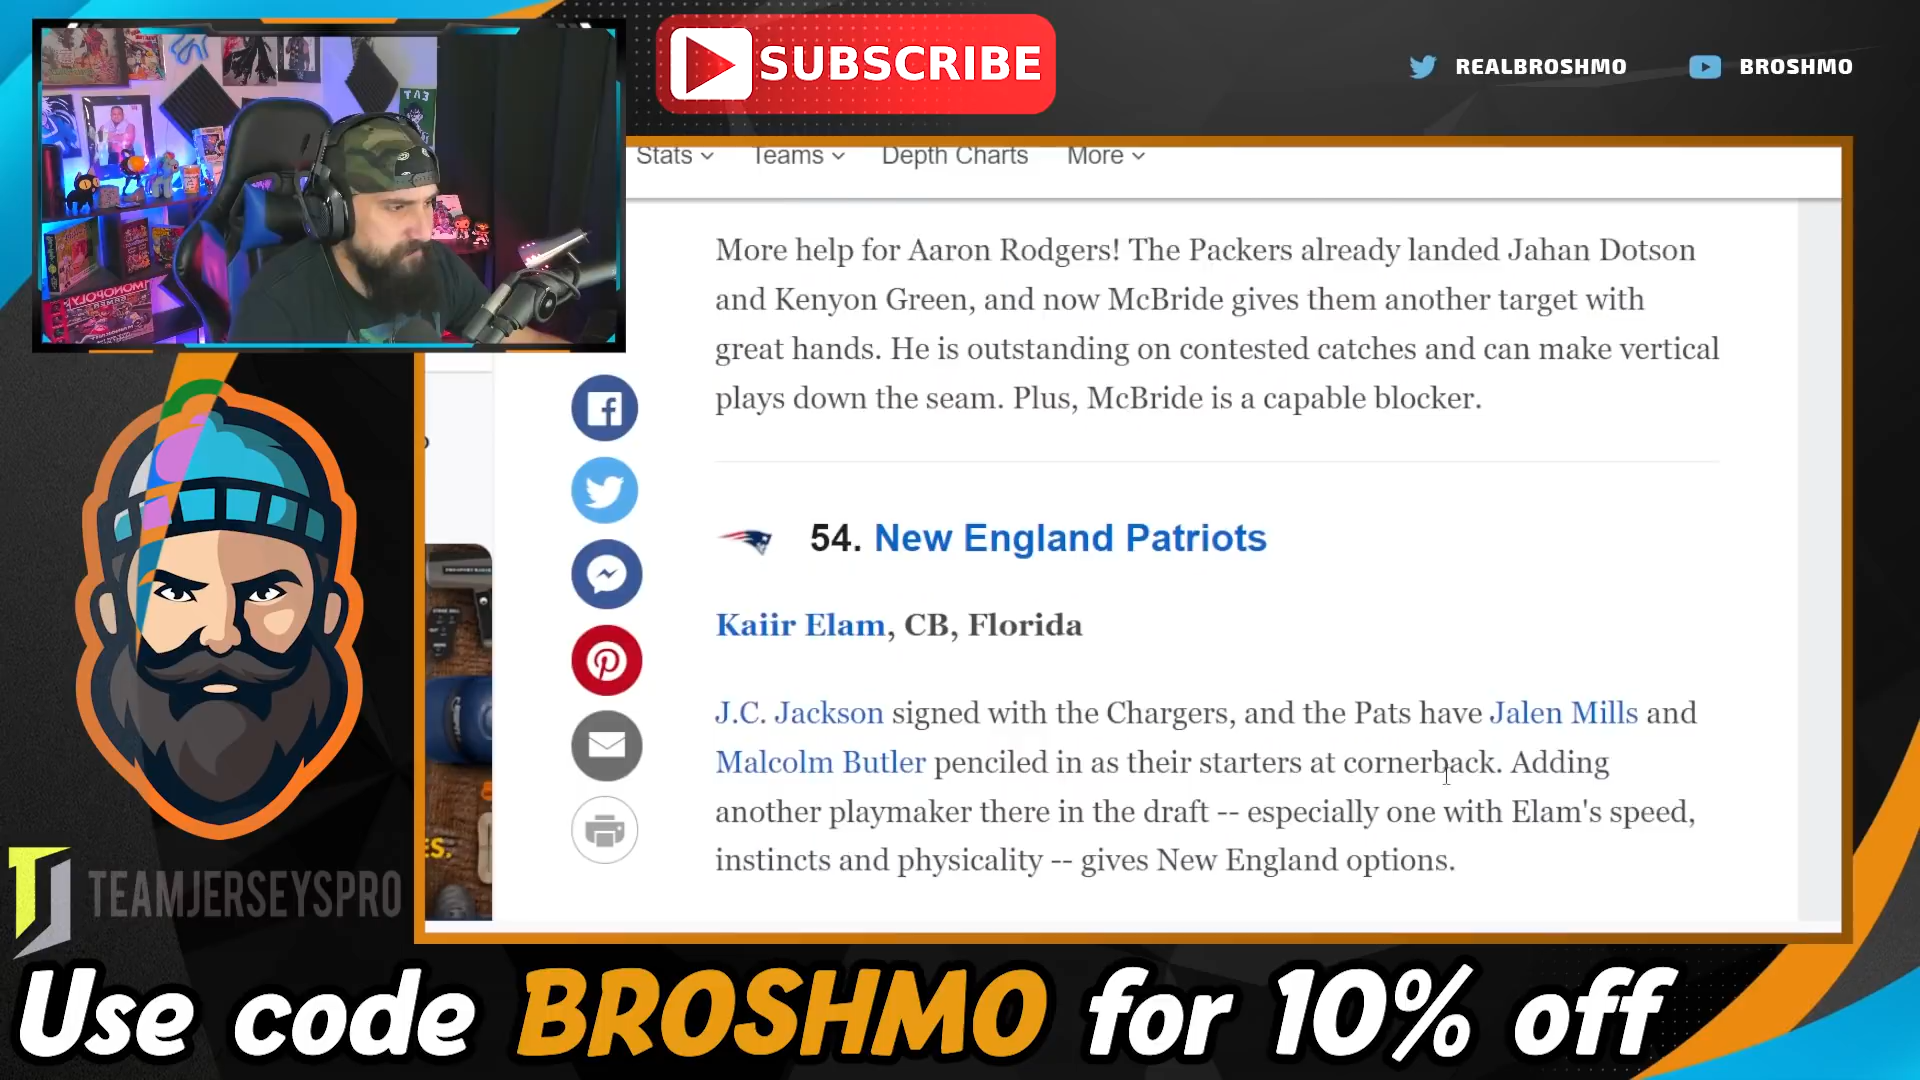 SUBSCRIBE
REALBROSHMO
BROSHMO
Stats
Teams
Depth Charts
More
More help for Aaron Rodgers! The Packers already landed Jahan Dotson
and Kenyon Green, and now McBride gives them another target with
great hands. He is outstanding on contested catches and can make vertical
plays down the seam. Plus, McBride is a capable blocker.
54. New England Patriots
Kaiir Elam, CB, Florida
J.C. Jackson signed with the Chargers, and the Pats have Jalen Mills and
Malcolm Butler penciled in as their starters at cornerback. Adding
another playmaker there in the draft -- especially one with Elam's speed,
instincts and physicality -- gives New England options.
ES.
MONOPOLY
TJ
TEAMJERSEYSPRO
Use code BROSHMO for 10% off